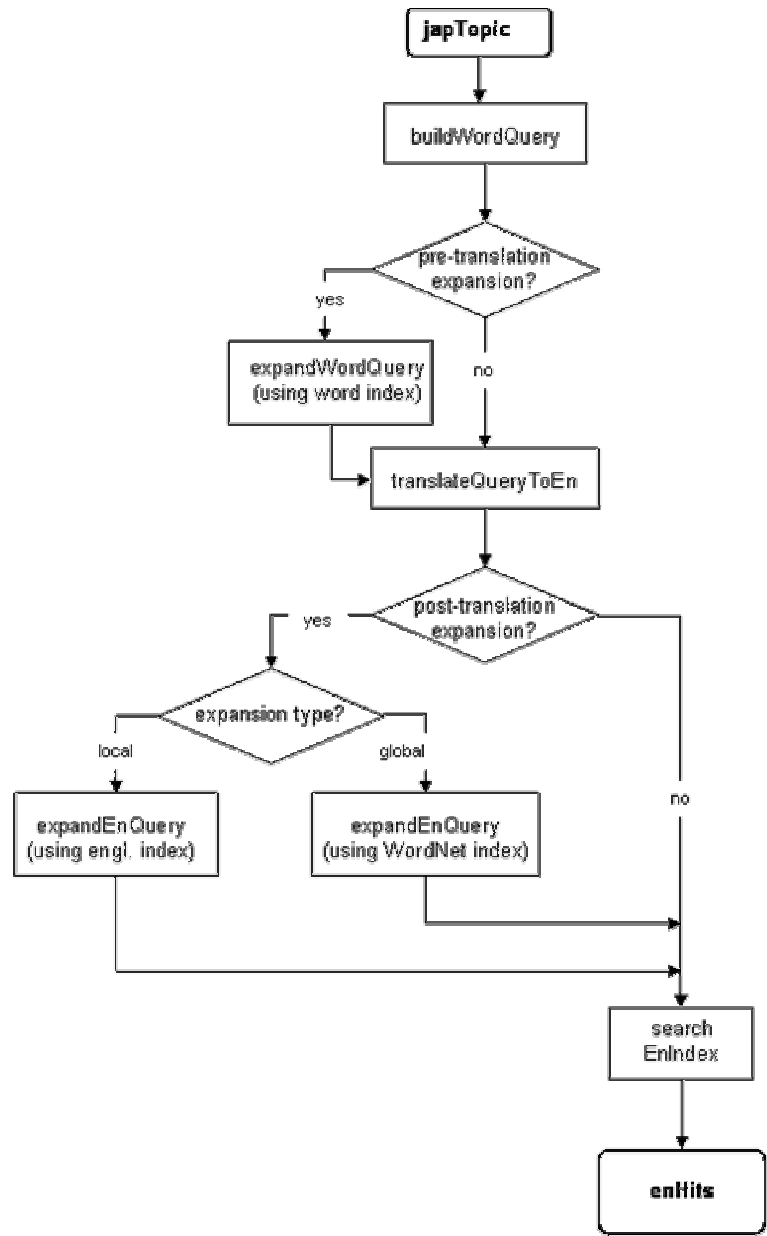 japTopic
buildWordQuery
pre-translation
expansion?
yes
expandWordQuery
(using word index)
no
translateQueryToEn
post-translation
expansion?
yes
expansion type?
local
global
no
expandEnQuery
(using engl. index)
expandEnQuery
(using WordNet index)
search
EnIndex
enHits